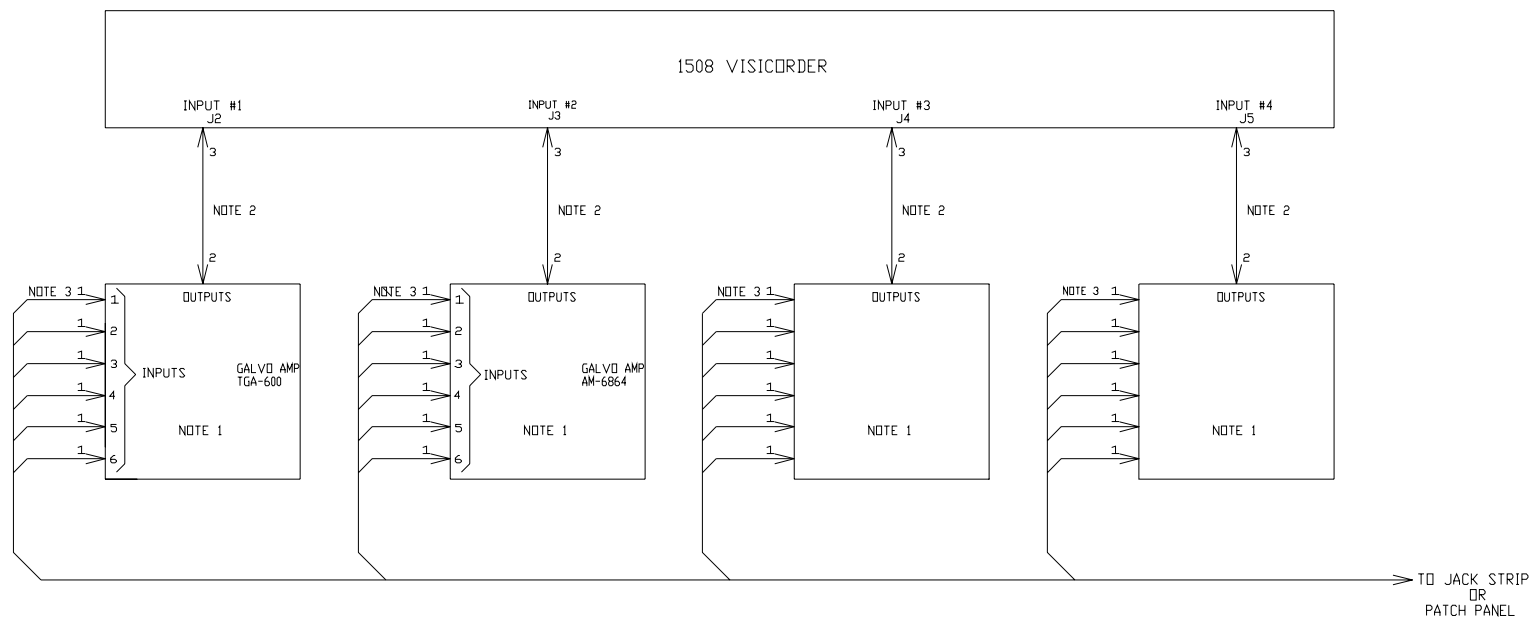 1508 VISICORDER
INPUT #1
J2
INPUT #2
J3
INPUT #3
J4
INPUT #4
J5
3
3
3
3
NOTE 2
NOTE 2
NOTE 2
NOTE 2
2
2
2
2
NOTE 3 1
1
1
1
1
1
OUTPUTS
1
2
3
4
5
6
INPUTS
GALVO AMP
TGA-600
NOTE 1
NOTE 3 1
1
1
1
1
1
OUTPUTS
1
2
3
4
5
6
INPUTS
GALVO AMP
AM-6864
NOTE 1
NOTE 3 1
1
1
1
1
1
OUTPUTS
NOTE 1
NOTE 3 1
1
1
1
1
1
OUTPUTS
NOTE 1
TO JACK STRIP
OR
PATCH PANEL